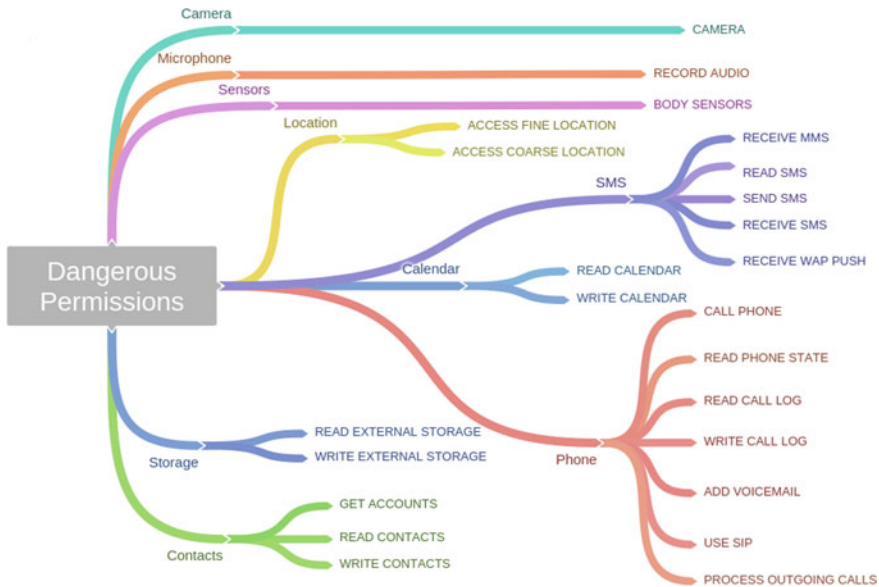 Camera
CAMERA
Microphone
RECORD AUDIO
Sensors
BODY SENSORS
Location
ACCESS FINE LOCATION
ACCESS COARSE LOCATION
SMS
RECEIVE MMS
READ SMS
SEND SMS
RECEIVE SMS
RECEIVE WAP PUSH
Dangerous
Permissions
Calendar
READ CALENDAR
WRITE CALENDAR
Phone
CALL PHONE
READ PHONE STATE
READ CALL LOG
WRITE CALL LOG
ADD VOICEMAIL
USE SIP
PROCESS OUTGOING CALLS
Storage
READ EXTERNAL STORAGE
WRITE EXTERNAL STORAGE
Contacts
GET ACCOUNTS
READ CONTACTS
WRITE CONTACTS